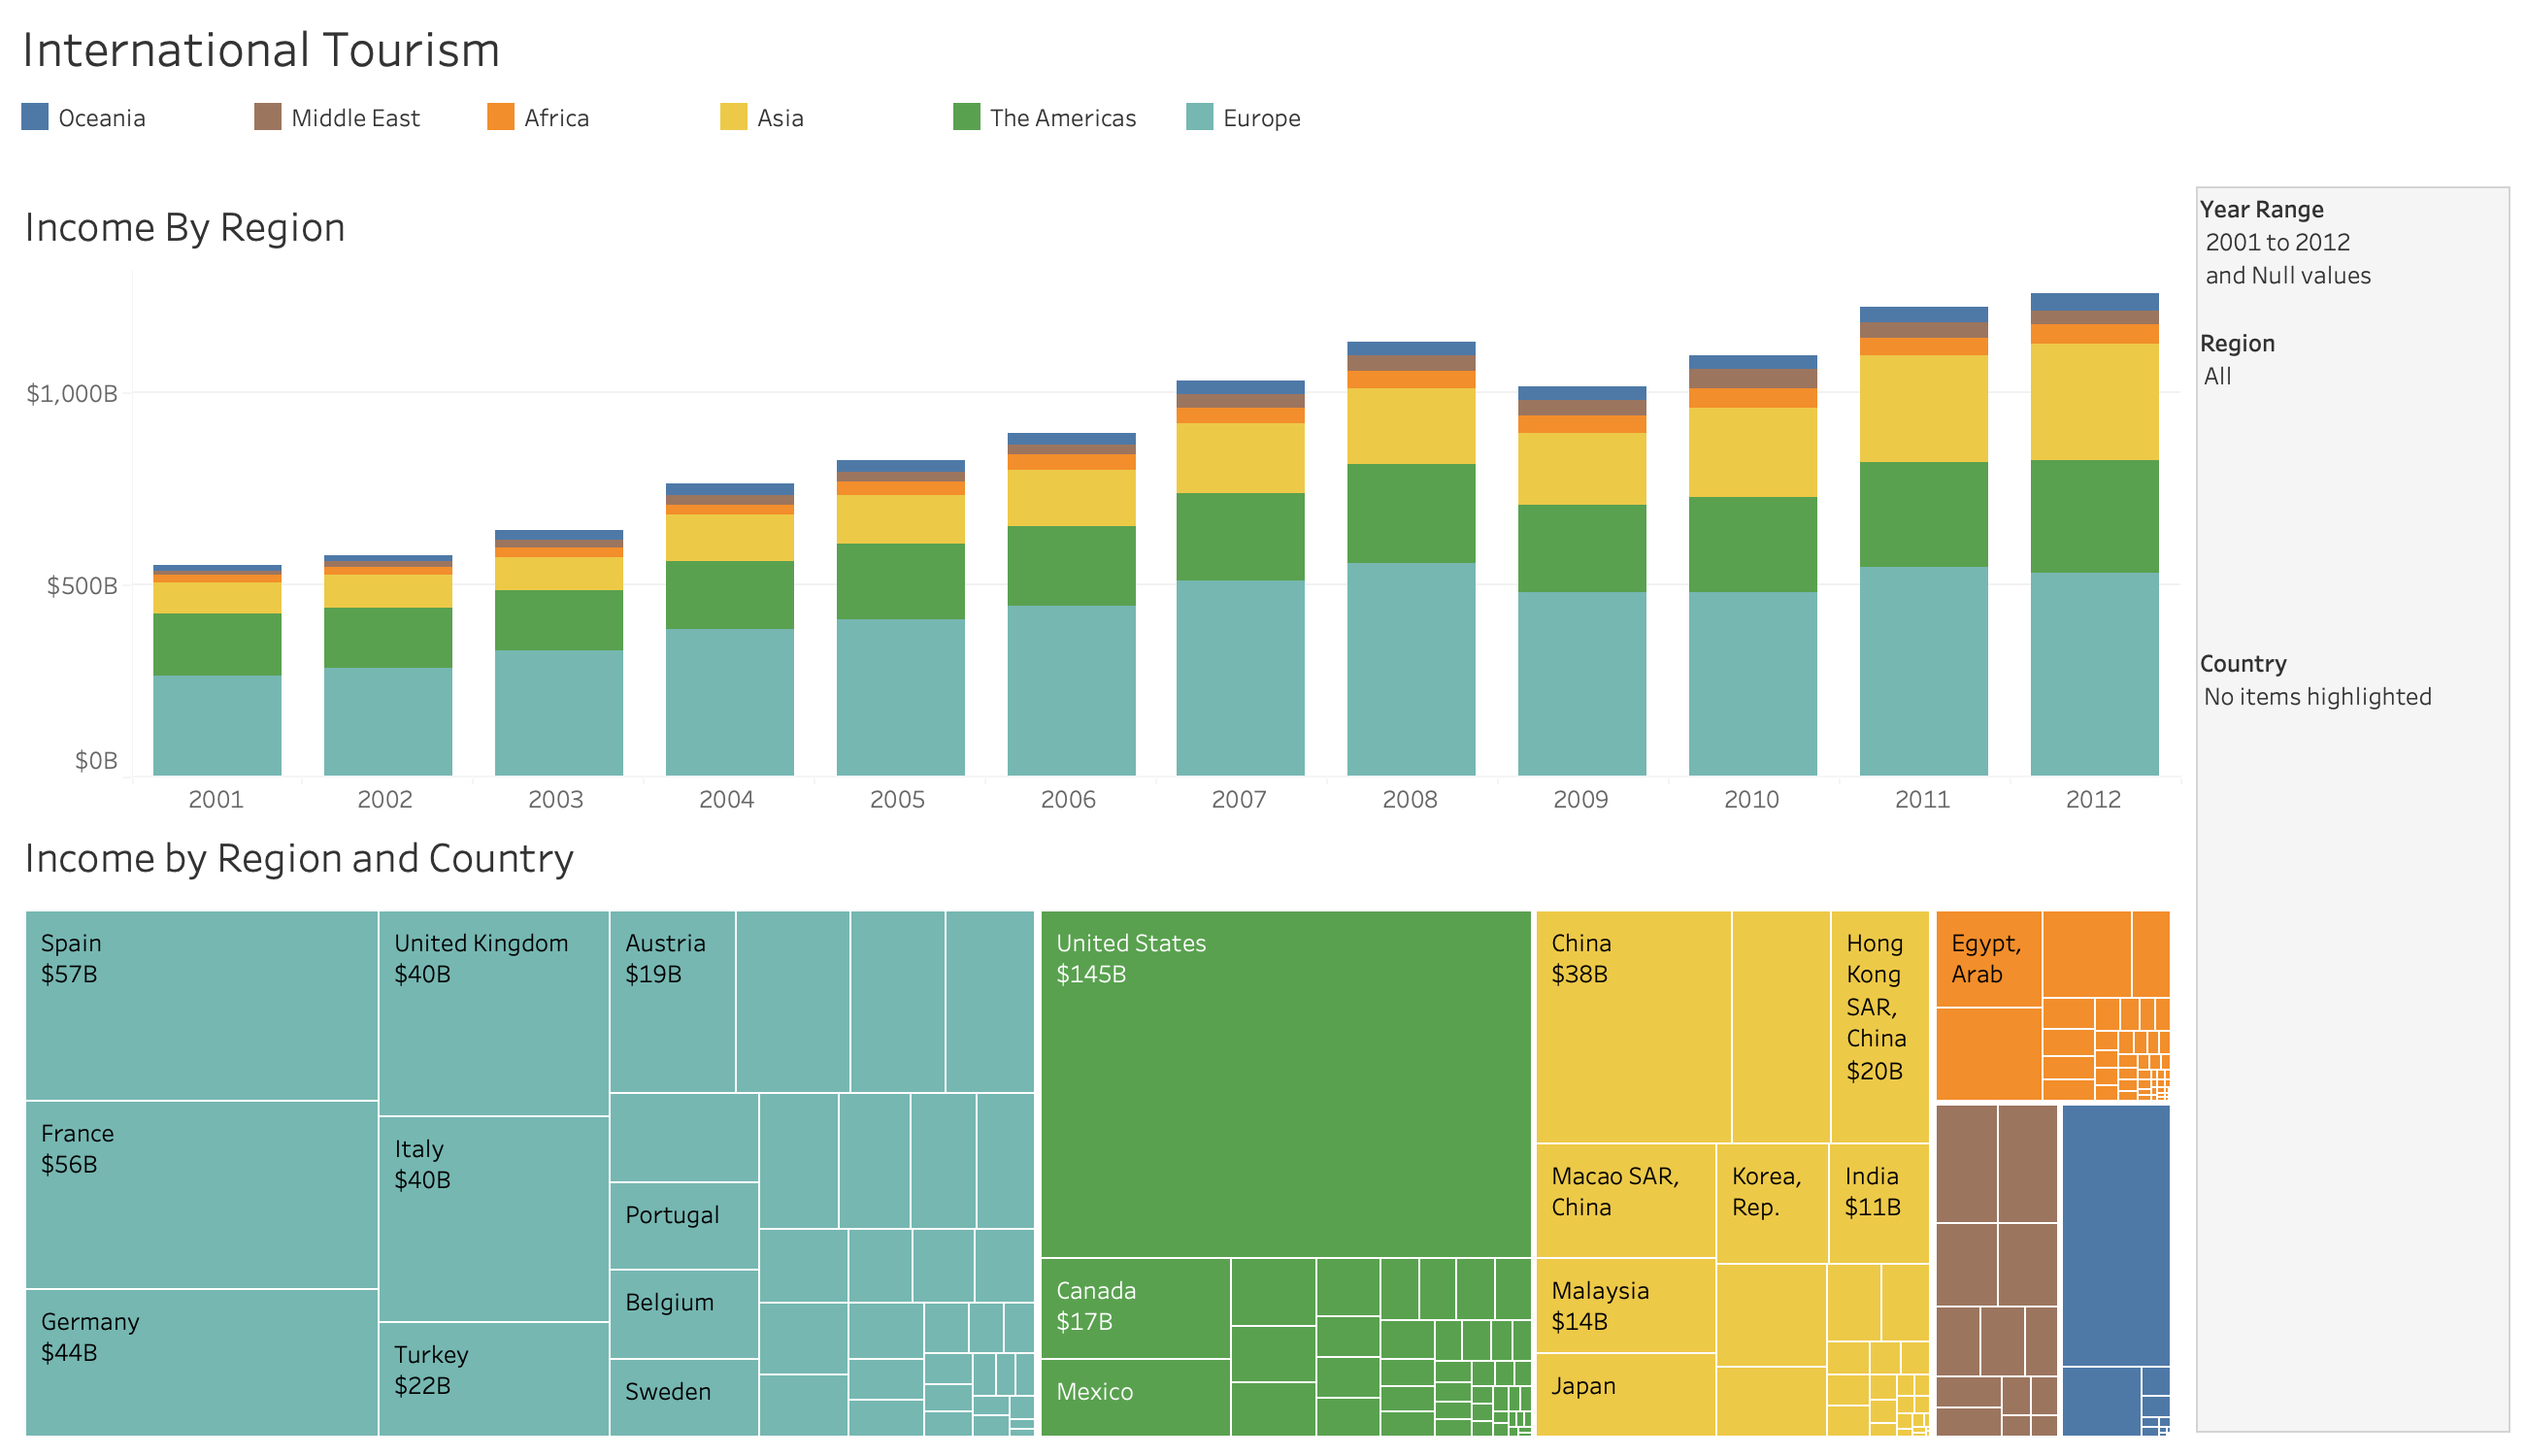 International Tourism
Oceania
Middle East
Africa
Asia
The Americas
Europe
Income By Region
$1,000B
$500B
$0B
2001
2002
2003
2004
2005
2006
2007
2008
2009
2010
2011
2012
Year Range
2001 to 2012
and Null values
Region
All
Country
No items highlighted
Income by Region and Country
Spain
$57B
France
$56B
Germany
$44B
United Kingdom
$40B
Italy
$40B
Turkey
$22B
Austria
$19B
Portugal
Belgium
Sweden
United States
$145B
Canada
$17B
Mexico
China
$38B
Hong
Kong
SAR,
China
$20B
Macao SAR,
China
Korea,
Rep.
India
$11B
Malaysia
$14B
Japan
Egypt,
Arab